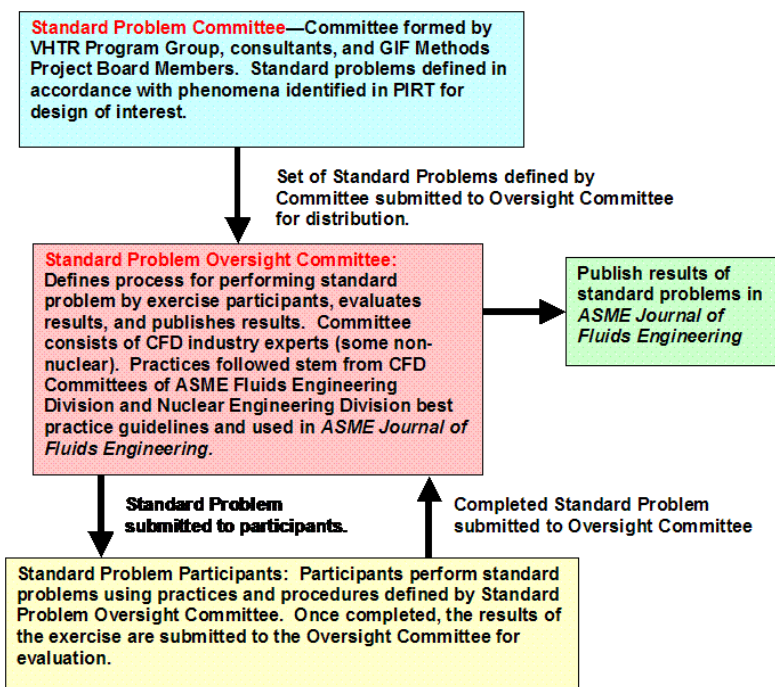 Standard Problem Committee—Committee formed by
VHTR Program Group, consultants, and GIF Methods
Project Board Members.  Standard problems defined in
accordance with phenomena identified in PIRT for
design of interest.
Set of Standard Problems defined by
Committee submitted to Oversight Committee
for distribution.
Standard Problem Oversight Committee:
Defines process for performing standard
problem by exercise participants, evaluates
results, and publishes results.  Committee
consists of CFD industry experts (some non-
nuclear).  Practices followed stem from CFD
Committees of ASME Fluids Engineering
Division and Nuclear Engineering Division best
practice guidelines and used in ASME Journal of
Fluids Engineering.
Publish results of
standard problems in
ASME Journal of
Fluids Engineering
Standard Problem
submitted to participants.
Completed Standard Problem
submitted to Oversight Committee
Standard Problem Participants:  Participants perform standard
problems using practices and procedures defined by Standard
Problem Oversight Committee.  Once completed, the results of
the exercise are submitted to the Oversight Committee for
evaluation.